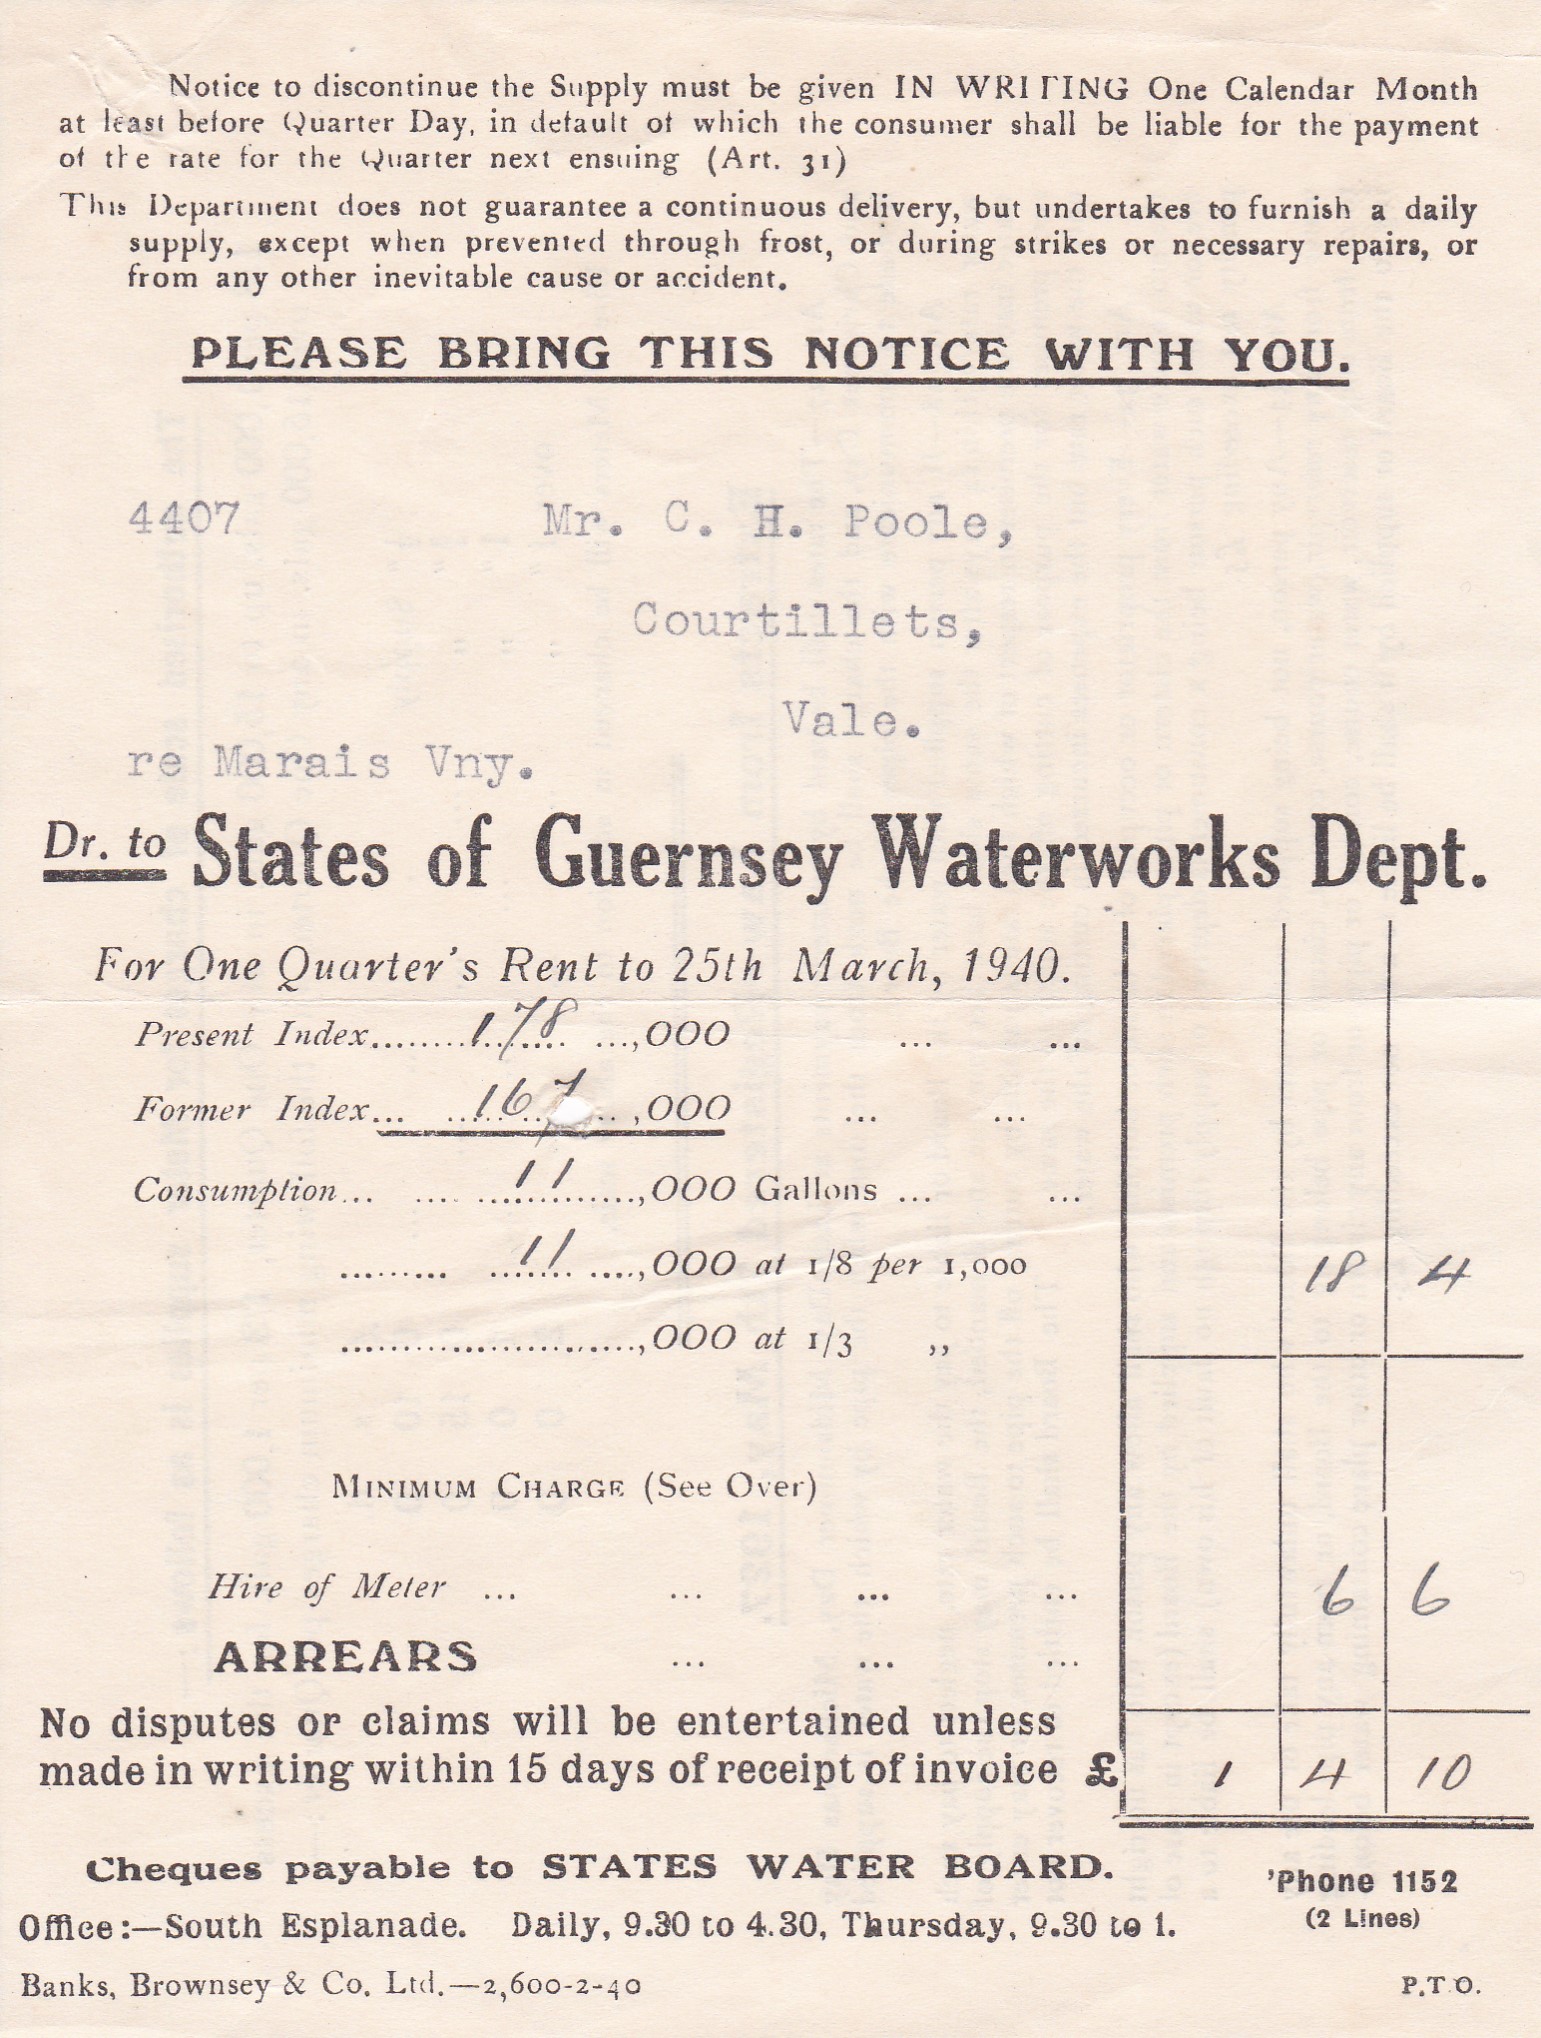 Notice to discontinue the Supply must be given IN WRITING One Calendar Month
at least before Quarter Day, in default of which the consumer shall be liable for the payment
of the rate for the Quarter next ensuing (Art. 31)
This Department does not guarantee a continuous delivery, but undertakes to furnish a daily
supply, except when prevented through frost, or during strikes or necessary repairs, or
from any other inevitable cause or accident.
PLEASE BRING THIS NOTICE WITH YOU.
4407 Mr. C. H. Poole,
Courtillets,
Vale.
re Marais Vny.
Dr. to States of Guernsey Waterworks Dept.
For One Quarter's Rent to 25th March, 1940.
Present Index........178...... ...,000 ... ...
Former Index... .....167.... ,000 ... ...
Consumption... .... ....11........,000 Gallons ... ...
......... ....11.... ....,000 at 1/8 per 1,000 18 4
.............................,000 at 1/3 ,,
MINIMUM CHARGE (See Over)
Hire of Meter ... ... ... ... 6 6
ARREARS ... ... ...
No disputes or claims will be entertained unless
made in writing within 15 days of receipt of invoice £ 1 4 10
Cheques payable to STATES WATER BOARD. 'Phone 1152
Office:—South Esplanade. Daily, 9.30 to 4.30, Thursday, 9.30 to 1. (2 Lines)
Banks, Brownsey & Co. Ltd.—2,600-2-40 P.T.O.